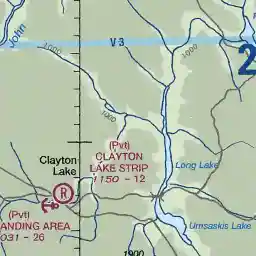 John
1000
V 3
1000
2
1000
(Pvt)
CLAYTON
LAKE STRIP
1150 - 12
Clayton
Lake
Long Lake
R
(Pvt)
ANDING AREA
031 - 26
Umsaskis Lake
1900